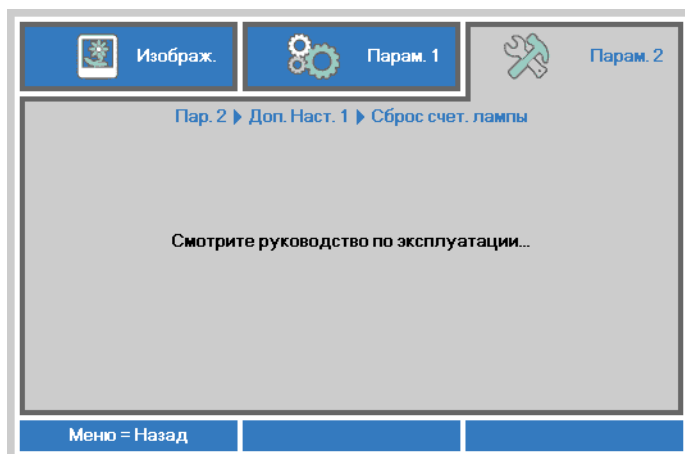 Изображ.
Парам. 1
Парам. 2
Пар. 2 ▶ Доп. Наст. 1 ▶ Сброс счет. лампы
Смотрите руководство по эксплуатации...
Меню = Назад